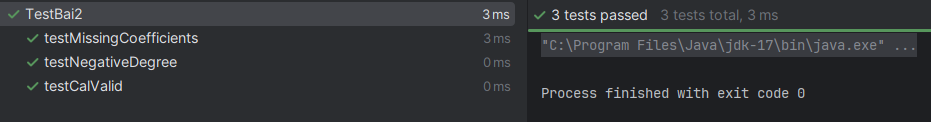 TestBai2 3 ms
testMissingCoefficients 3 ms
testNegativeDegree 0 ms
testCalValid 0 ms
3 tests passed 3 tests total, 3 ms
"C:\Program Files\Java\jdk-17\bin\java.exe" ...
Process finished with exit code 0